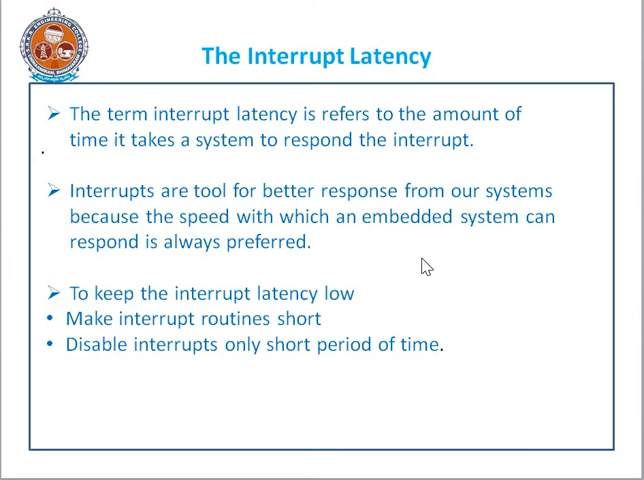 The Interrupt Latency
➢ The term interrupt latency is refers to the amount of
time it takes a system to respond the interrupt.
.
➢ Interrupts are tool for better response from our systems
because the speed with which an embedded system can
respond is always preferred.
➢ To keep the interrupt latency low
• Make interrupt routines short
• Disable interrupts only short period of time.